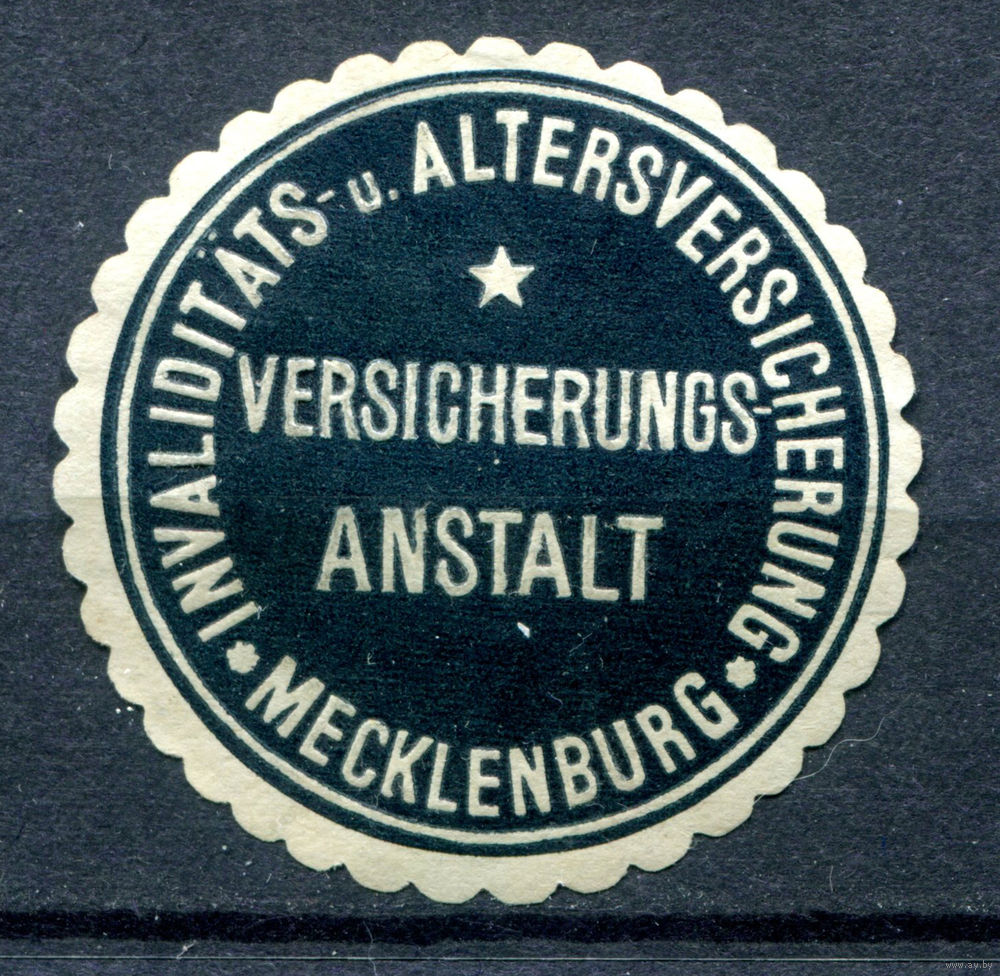 INVALIDITÄTS- u. ALTERSVERSICHERUNG
VERSICHERUNGS-
ANSTALT
MECKLENBURG
www.ay.by